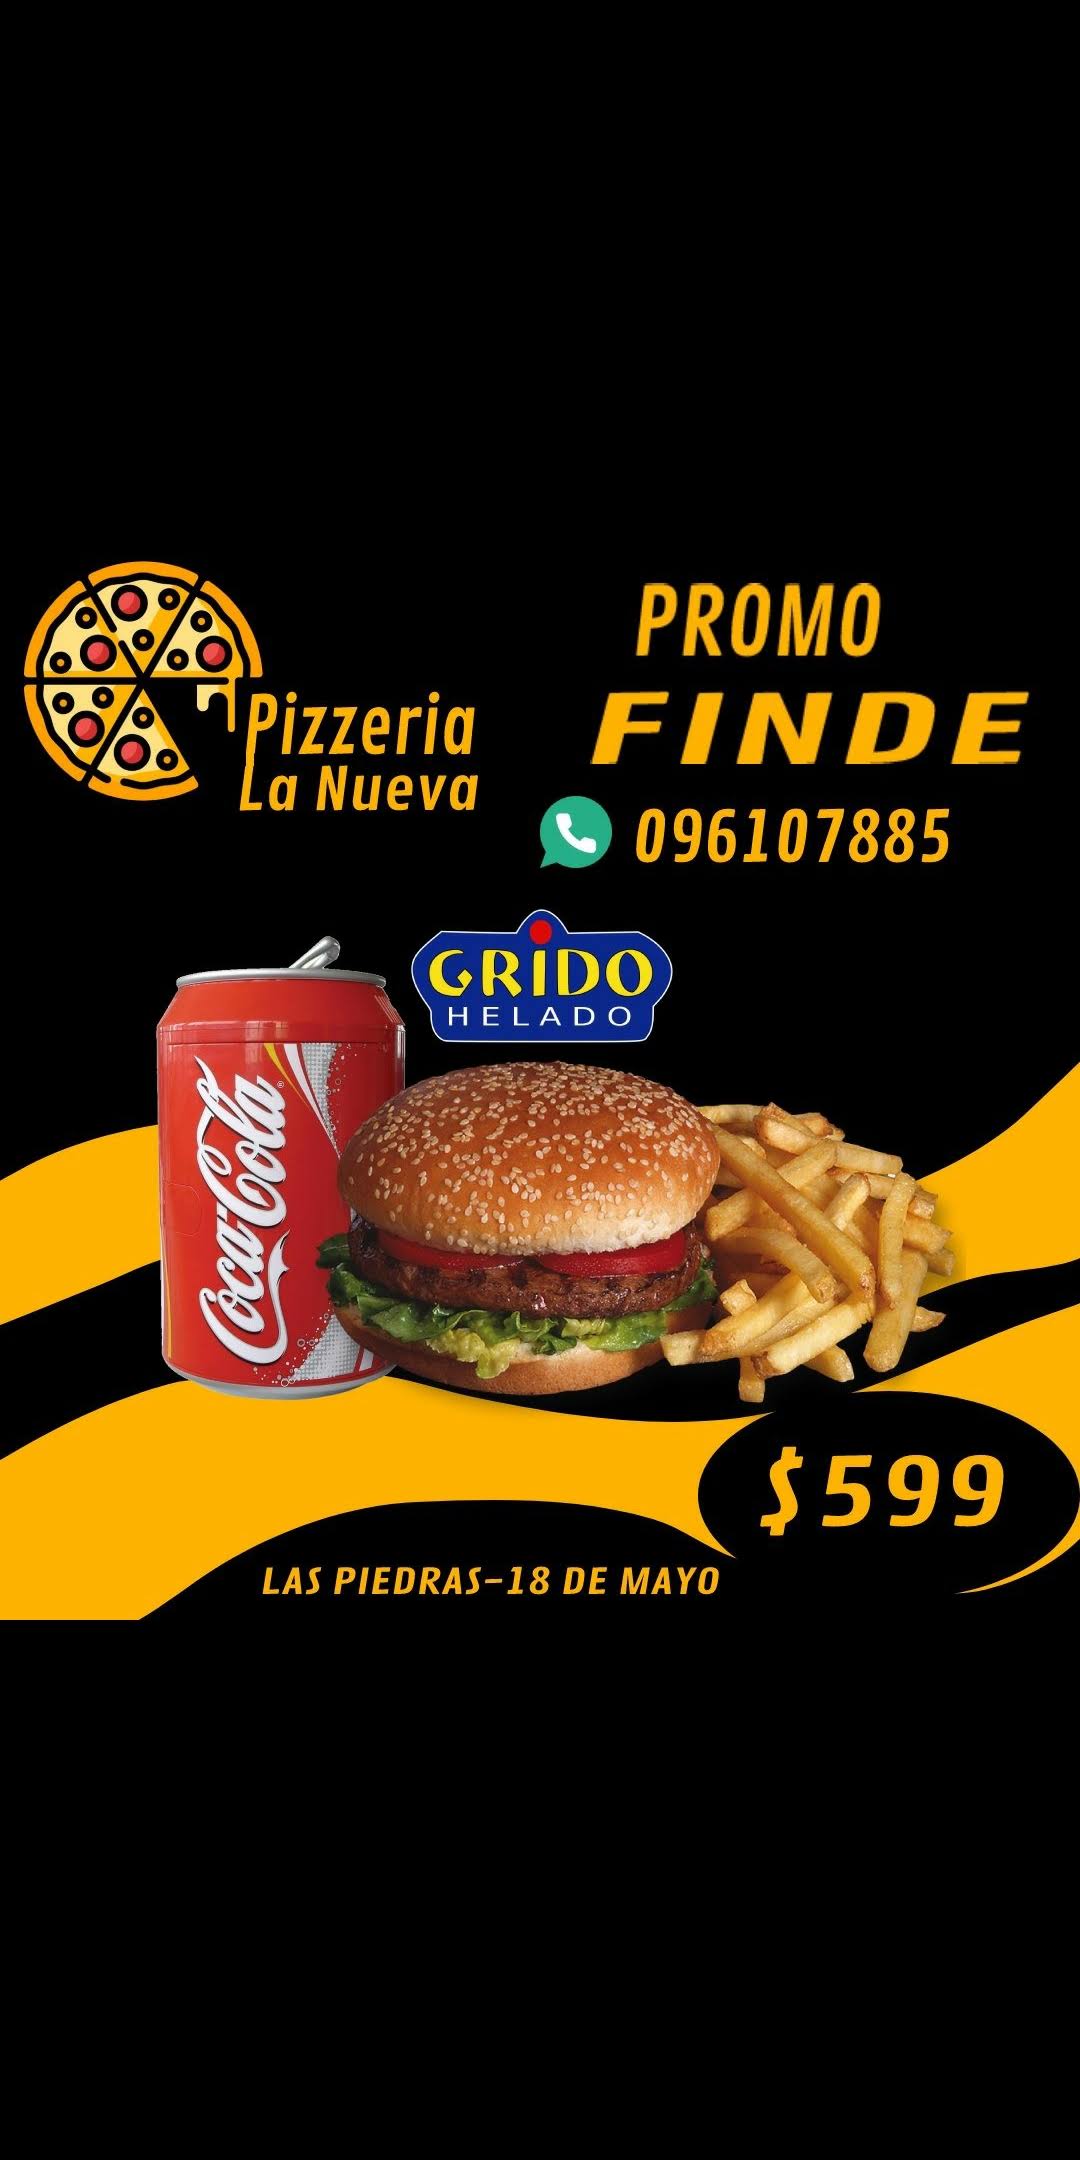 Pizzeria
La Nueva
PROMO
FINDE
096107885
GRIDO
HELADO
Coca-Cola
$599
LAS PIEDRAS-18 DE MAYO